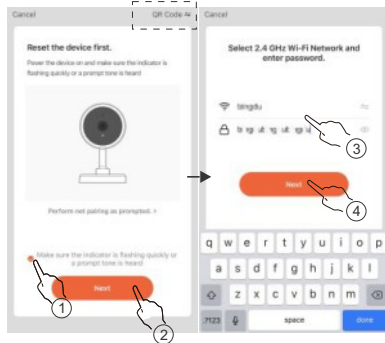 Cancel
QR Code ⇋
Reset the device first.
Power the device on and make sure the indicator is
flashing quickly or a prompt tone is heard
Perform net pairing as prompted. >
Make sure the indicator is flashing quickly or
a prompt tone is heard
Next
1
2
Cancel
Select 2.4 GHz Wi-Fi Network and
enter password.
bingdu
3
Next
4
q w e r t y u i o p
a s d f g h j k l
z x c v b n m
.?123
space
done